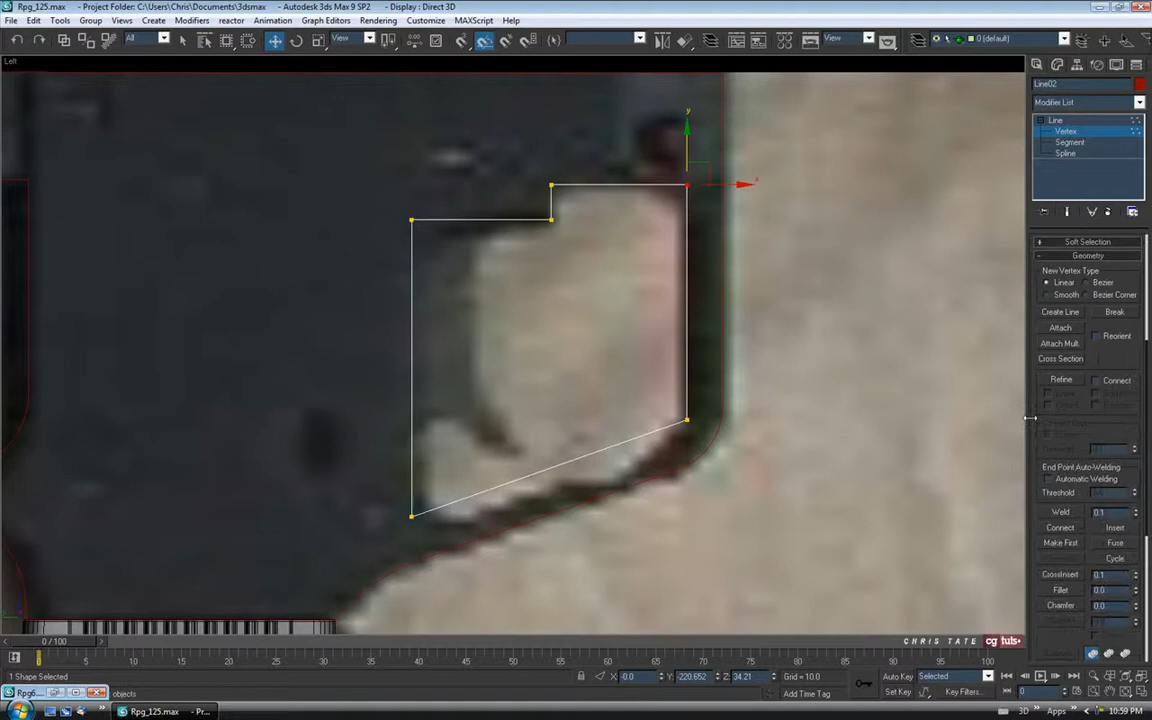 Rpg_125.max - Project Folder: C:\Users\Chris\Documents\3dsmax - Autodesk 3ds Max 9 SP2 - Display : Direct 3D
File Edit Tools Group Views Create Modifiers reactor Animation Graph Editors Rendering Customize MAXScript Help
All View View 0 (default)
Left
Line02
Modifier List
Line
Vertex
Segment
Spline
y
x
+ Soft Selection
- Geometry
New Vertex Type
Linear Bezier
Smooth Bezier Corner
Create Line Break
Attach Reorient
Attach Mult.
Cross Section
Refine Connect
End Point Auto-Welding
Automatic Welding
Threshold
Weld 0.1
Connect Insert
Make First Fuse
Cycle
CrossInsert 0.1
Fillet 0.0
Chamfer 0.0
0 / 100
CHRIS TATE cg tuts+
0 5 10 15 20 25 30 35 40 45 50 55 60 65 70 75 80 85 90 95 100
1 Shape Selected X -0.0 Y -220.652 Z 34.21 Grid = 10.0 Auto Key Selected
Rpg6... objects Add Time Tag Set Key Key Filters... 0
Rpg_125.max - Pr... 3D Apps 10:59 PM